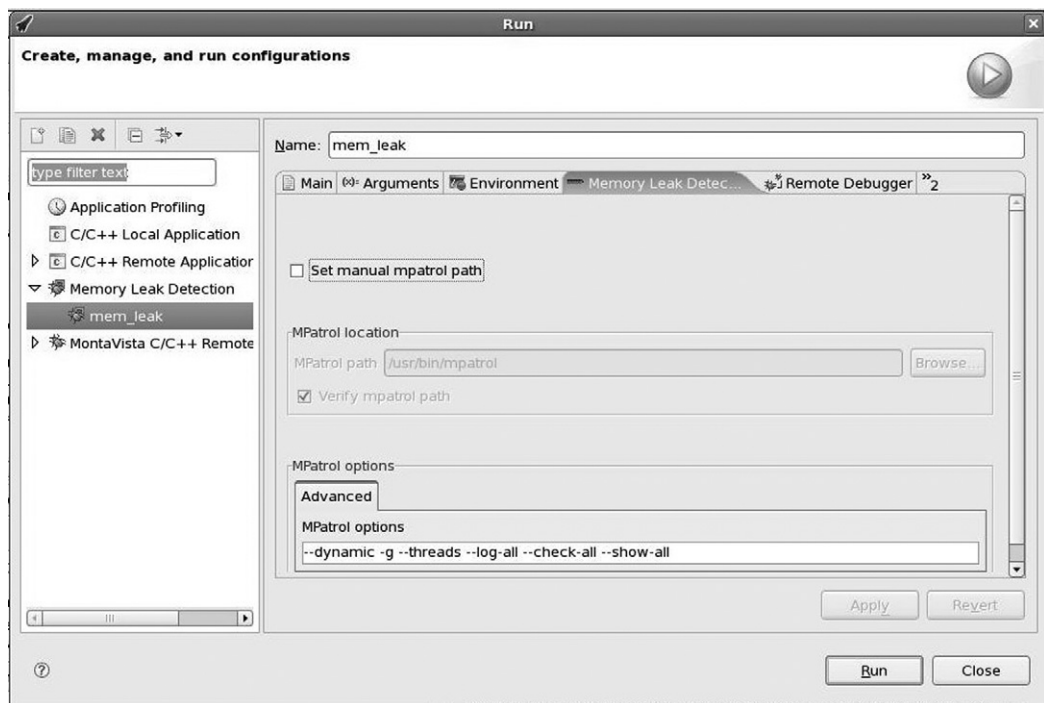 Run
Create, manage, and run configurations
type filter text
Application Profiling
C/C++ Local Application
C/C++ Remote Application
Memory Leak Detection
mem_leak
MontaVista C/C++ Remote
Name: mem_leak
Main (x)= Arguments Environment Memory Leak Detec... Remote Debugger »2
Set manual mpatrol path
MPatrol location
MPatrol path /usr/bin/mpatrol Browse...
Verify mpatrol path
MPatrol options
Advanced
MPatrol options
--dynamic -g --threads --log-all --check-all --show-all
Apply Revert
? Run Close